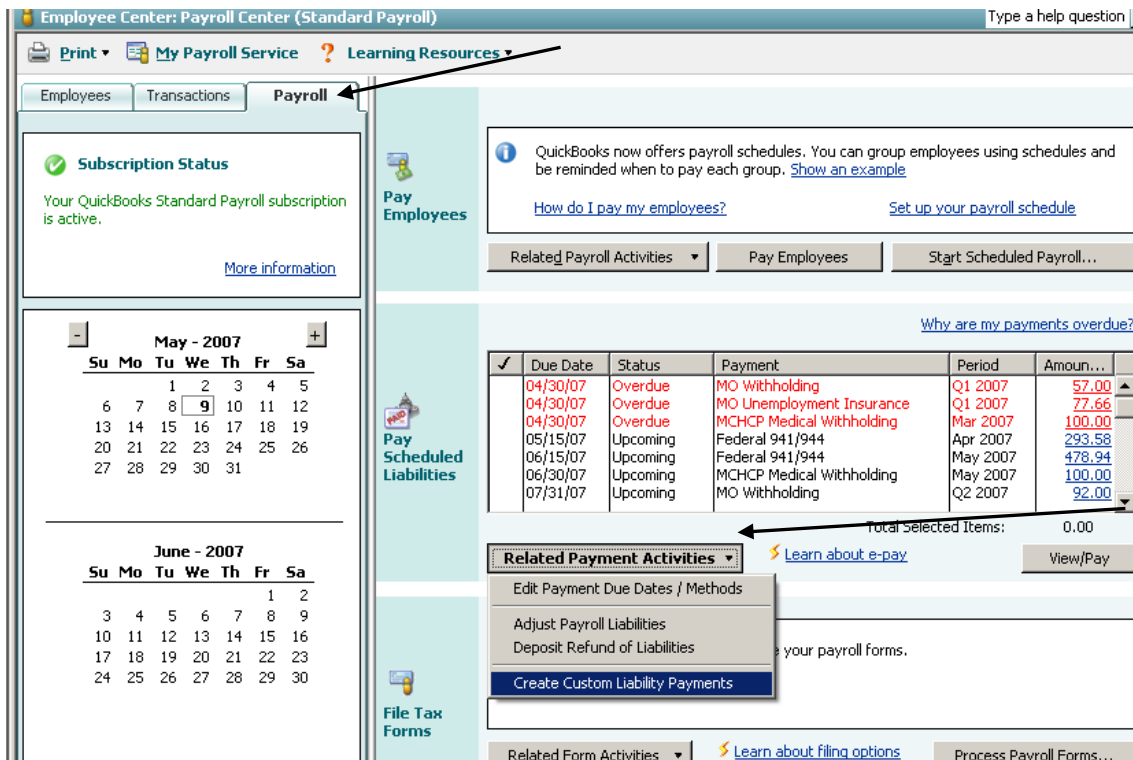 Employee Center: Payroll Center (Standard Payroll)
Type a help question
Print
My Payroll Service
? Learning Resources
Employees
Transactions
Payroll
Subscription Status
Your QuickBooks Standard Payroll subscription
is active.
More information
- May - 2007 +
Su Mo Tu We Th Fr Sa
1 2 3 4 5
6 7 8 9 10 11 12
13 14 15 16 17 18 19
20 21 22 23 24 25 26
27 28 29 30 31
June - 2007
Su Mo Tu We Th Fr Sa
1 2
3 4 5 6 7 8 9
10 11 12 13 14 15 16
17 18 19 20 21 22 23
24 25 26 27 28 29 30
Pay
Employees
QuickBooks now offers payroll schedules. You can group employees using schedules and
be reminded when to pay each group. Show an example
How do I pay my employees?
Set up your payroll schedule
Related Payroll Activities
Pay Employees
Start Scheduled Payroll...
PAID
Pay
Scheduled
Liabilities
Why are my payments overdue?
✓ Due Date Status Payment Period Amoun...
04/30/07 Overdue MO Withholding Q1 2007 57.00
04/30/07 Overdue MO Unemployment Insurance Q1 2007 77.66
04/30/07 Overdue MCHCP Medical Withholding Mar 2007 100.00
05/15/07 Upcoming Federal 941/944 Apr 2007 293.58
06/15/07 Upcoming Federal 941/944 May 2007 478.94
06/30/07 Upcoming MCHCP Medical Withholding May 2007 100.00
07/31/07 Upcoming MO Withholding Q2 2007 92.00
Total Selected Items: 0.00
Related Payment Activities
Learn about e-pay
View/Pay
Edit Payment Due Dates / Methods
Adjust Payroll Liabilities
Deposit Refund of Liabilities
Create Custom Liability Payments
File Tax
Forms
your payroll forms.
Related Form Activities
Learn about filing options
Process Payroll Forms...